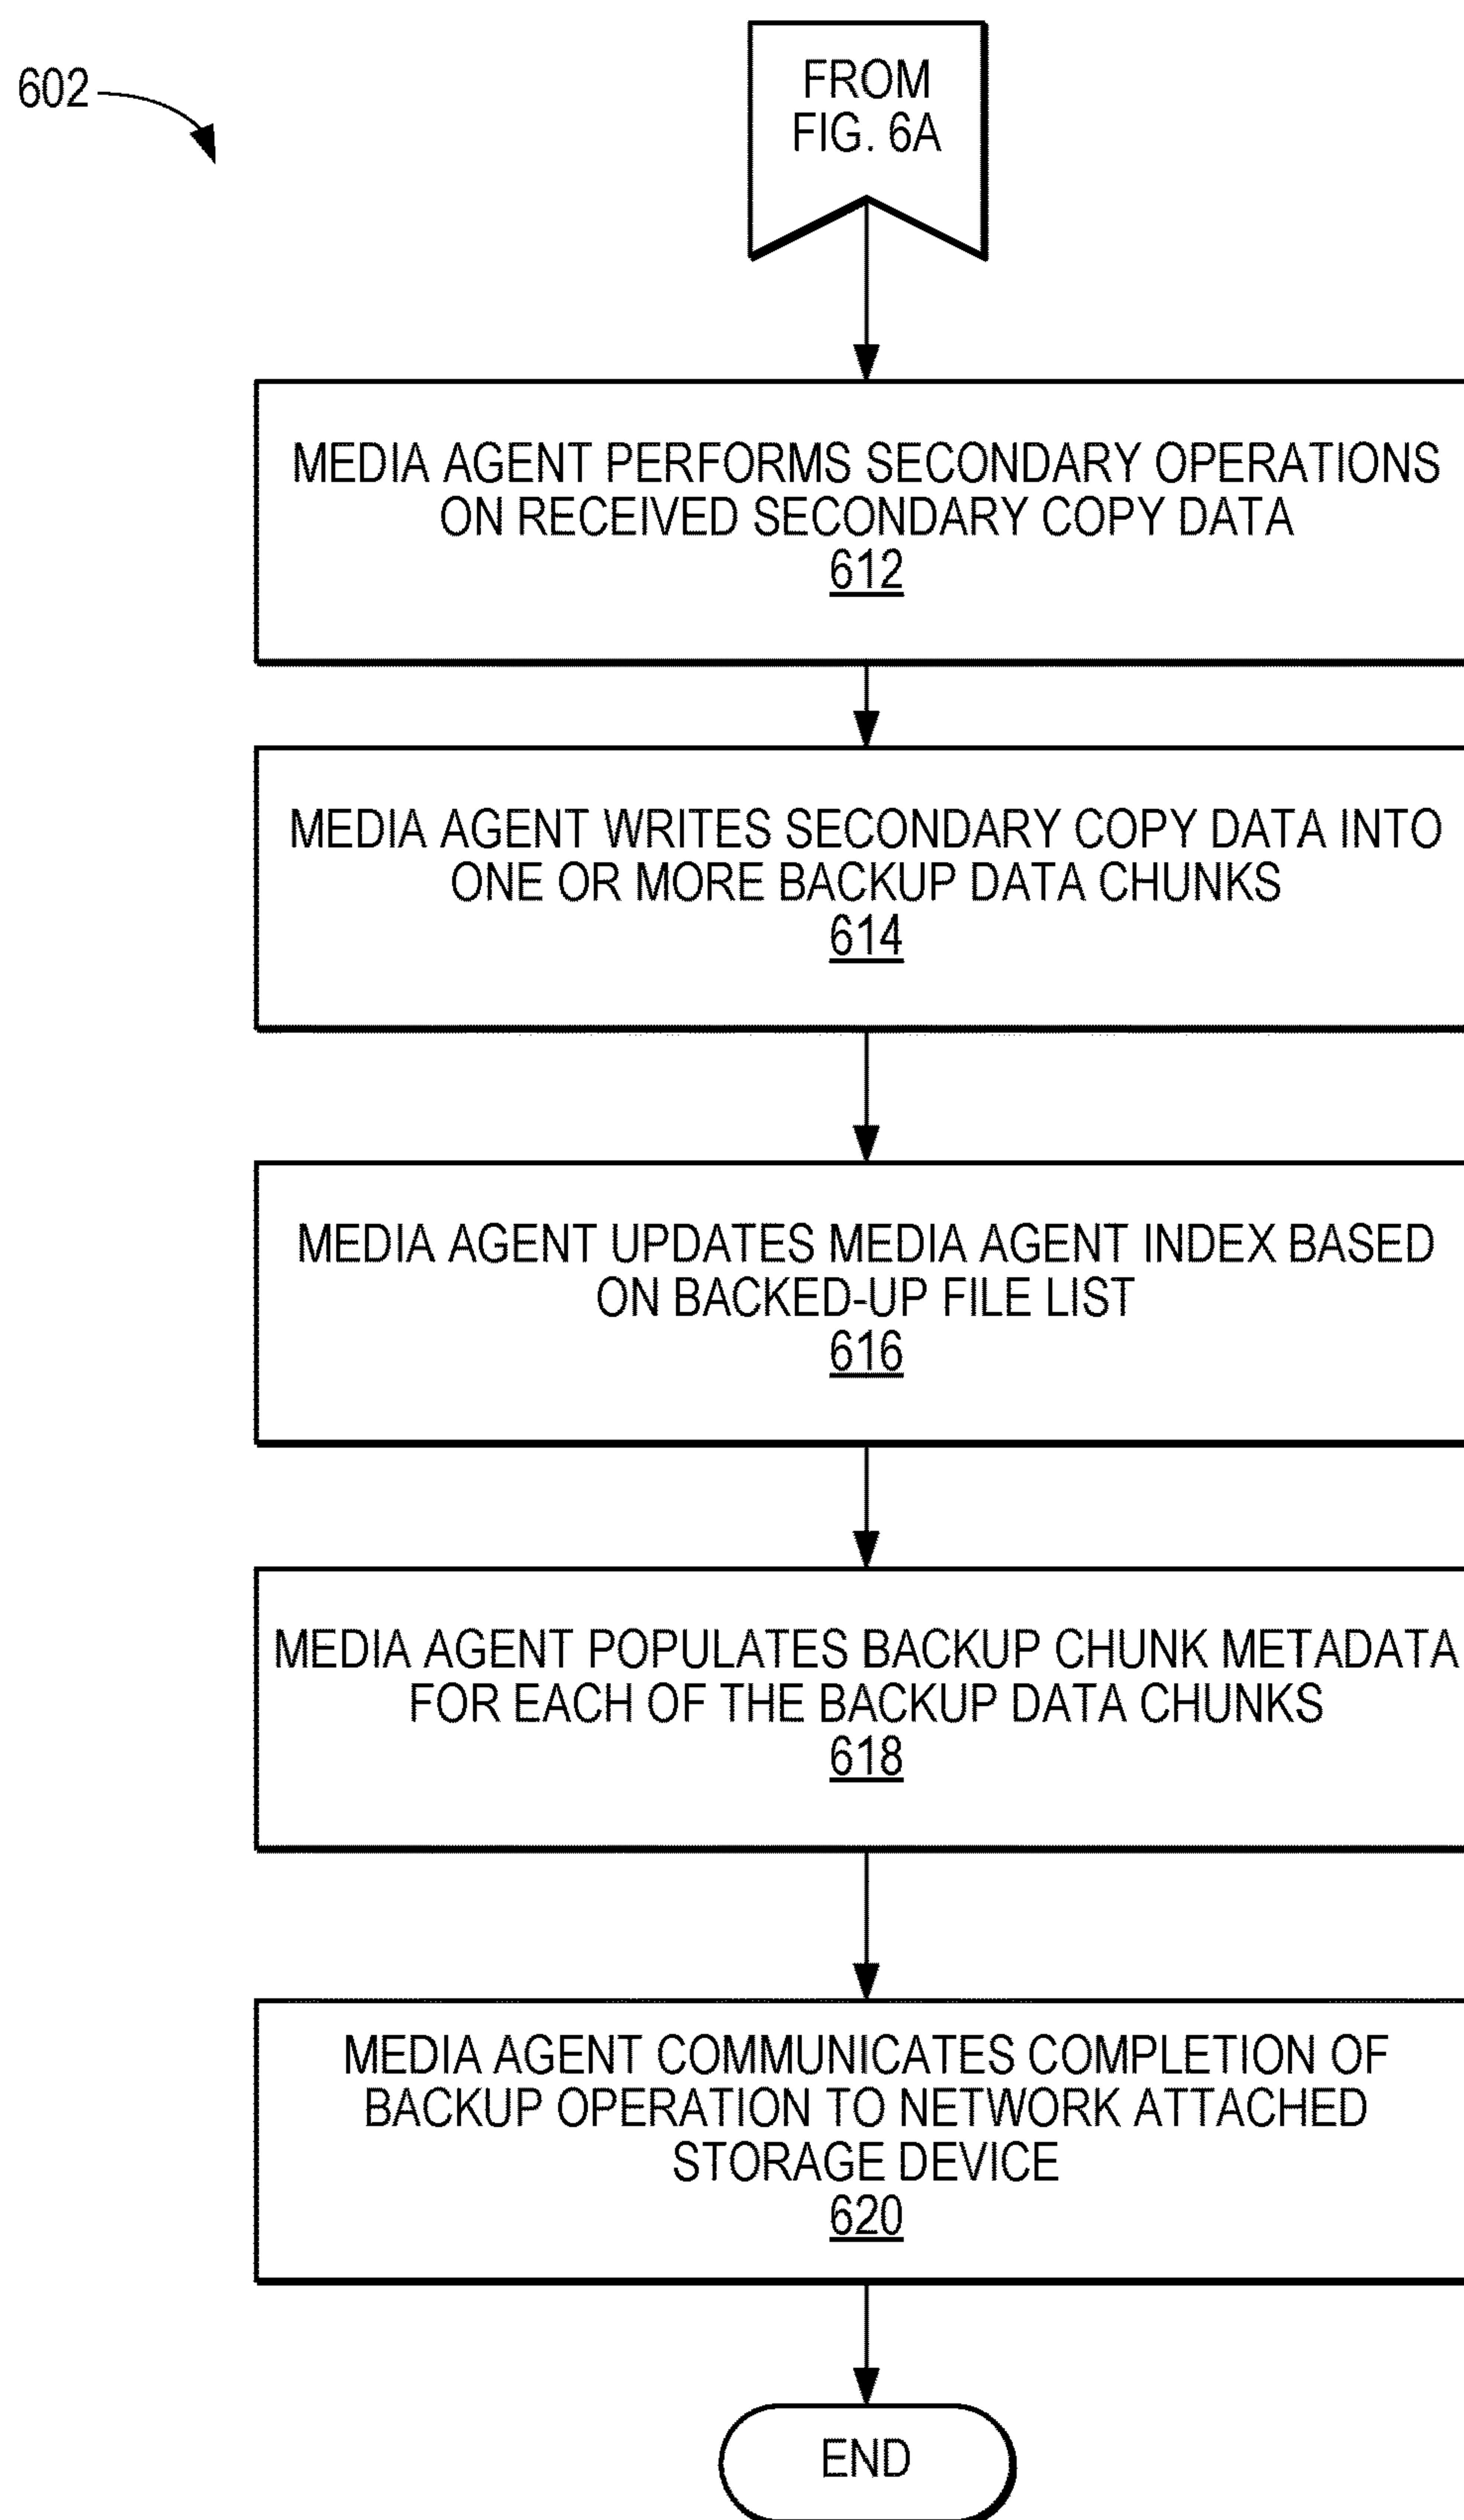 602
FROM
FIG. 6A
MEDIA AGENT PERFORMS SECONDARY OPERATIONS
ON RECEIVED SECONDARY COPY DATA
612
MEDIA AGENT WRITES SECONDARY COPY DATA INTO
ONE OR MORE BACKUP DATA CHUNKS
614
MEDIA AGENT UPDATES MEDIA AGENT INDEX BASED
ON BACKED-UP FILE LIST
616
MEDIA AGENT POPULATES BACKUP CHUNK METADATA
FOR EACH OF THE BACKUP DATA CHUNKS
618
MEDIA AGENT COMMUNICATES COMPLETION OF
BACKUP OPERATION TO NETWORK ATTACHED
STORAGE DEVICE
620
END